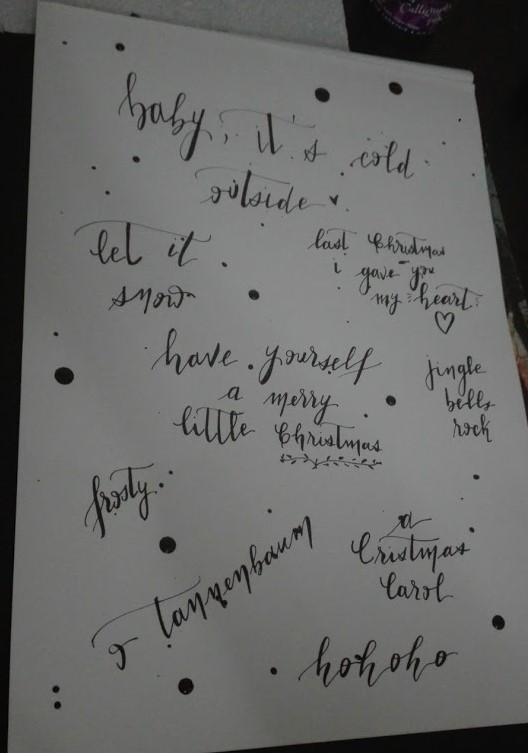 Calligra
baby, it's cold
outside
let it
snow
last Christmas
i gave you
my heart
have yourself
a merry
little Christmas
jingle
bells
rock
frosty
o tannenbaum
a
Cristmas
Carol
hohoho